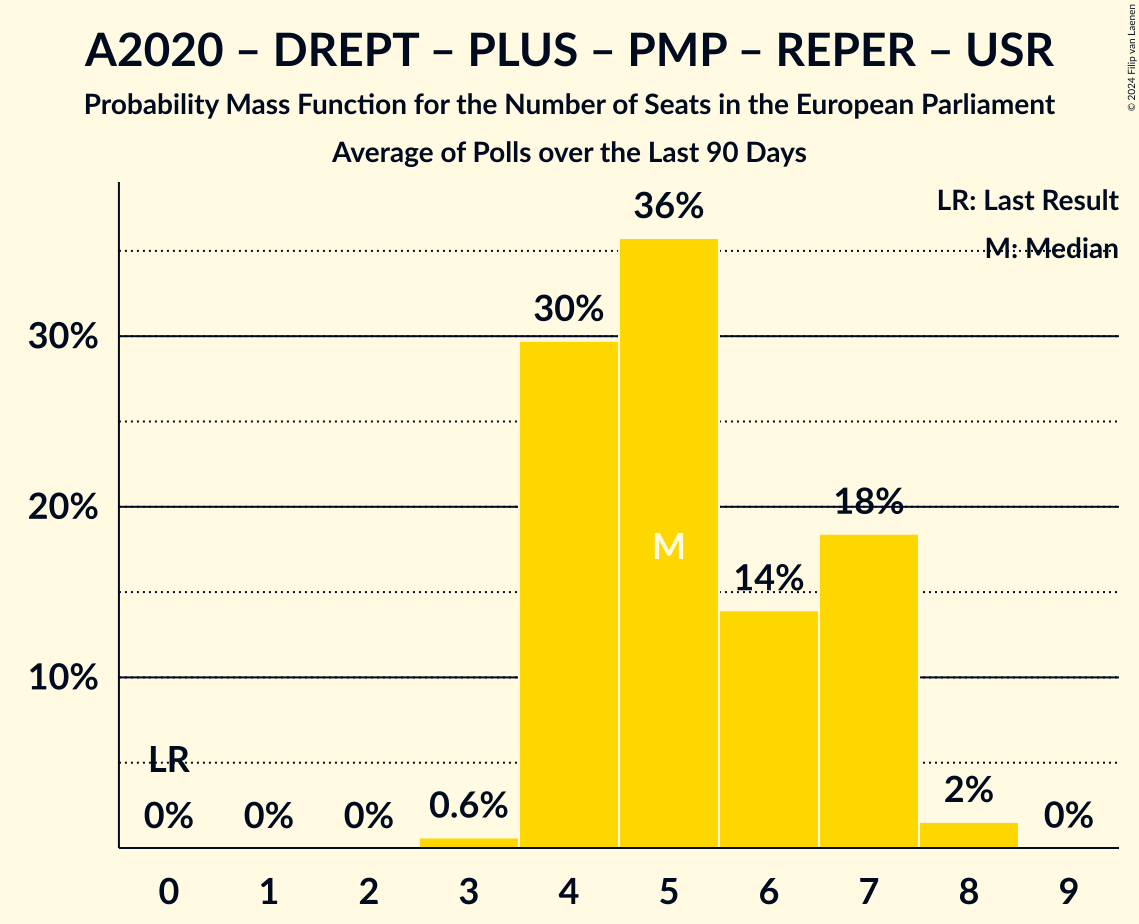 A2020 – DREPT – PLUS – PMP – REPER – USR
Probability Mass Function for the Number of Seats in the European Parliament
Average of Polls over the Last 90 Days
© 2024 Filip van Laenen
LR: Last Result
M: Median
36%
30%
30%
20%
18%
M
14%
10%
LR
0%
0%
0%
0.6%
2%
0%
0 1 2 3 4 5 6 7 8 9